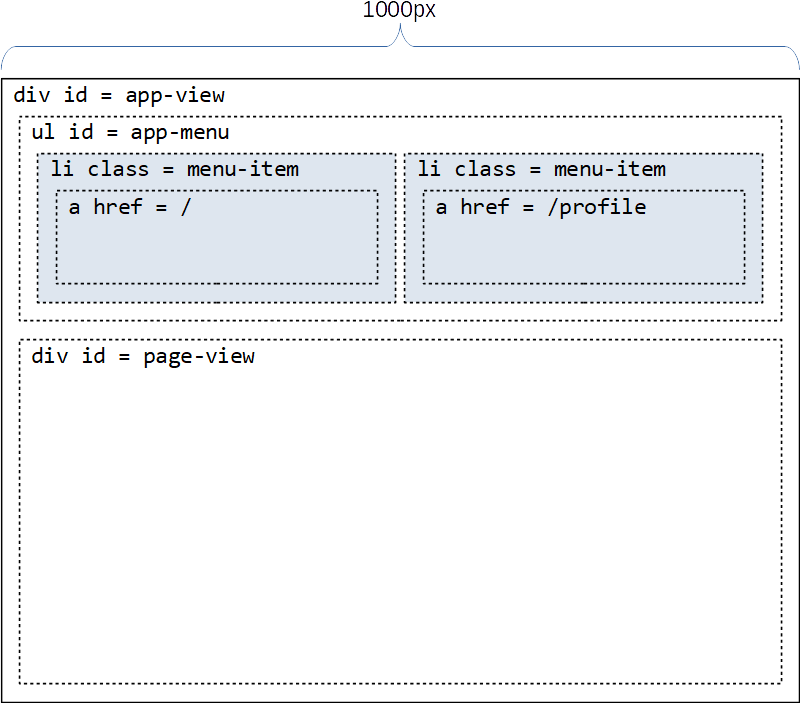 1000px
div id = app-view
ul id = app-menu
li class = menu-item
li class = menu-item
a href = /
a href = /profile
div id = page-view